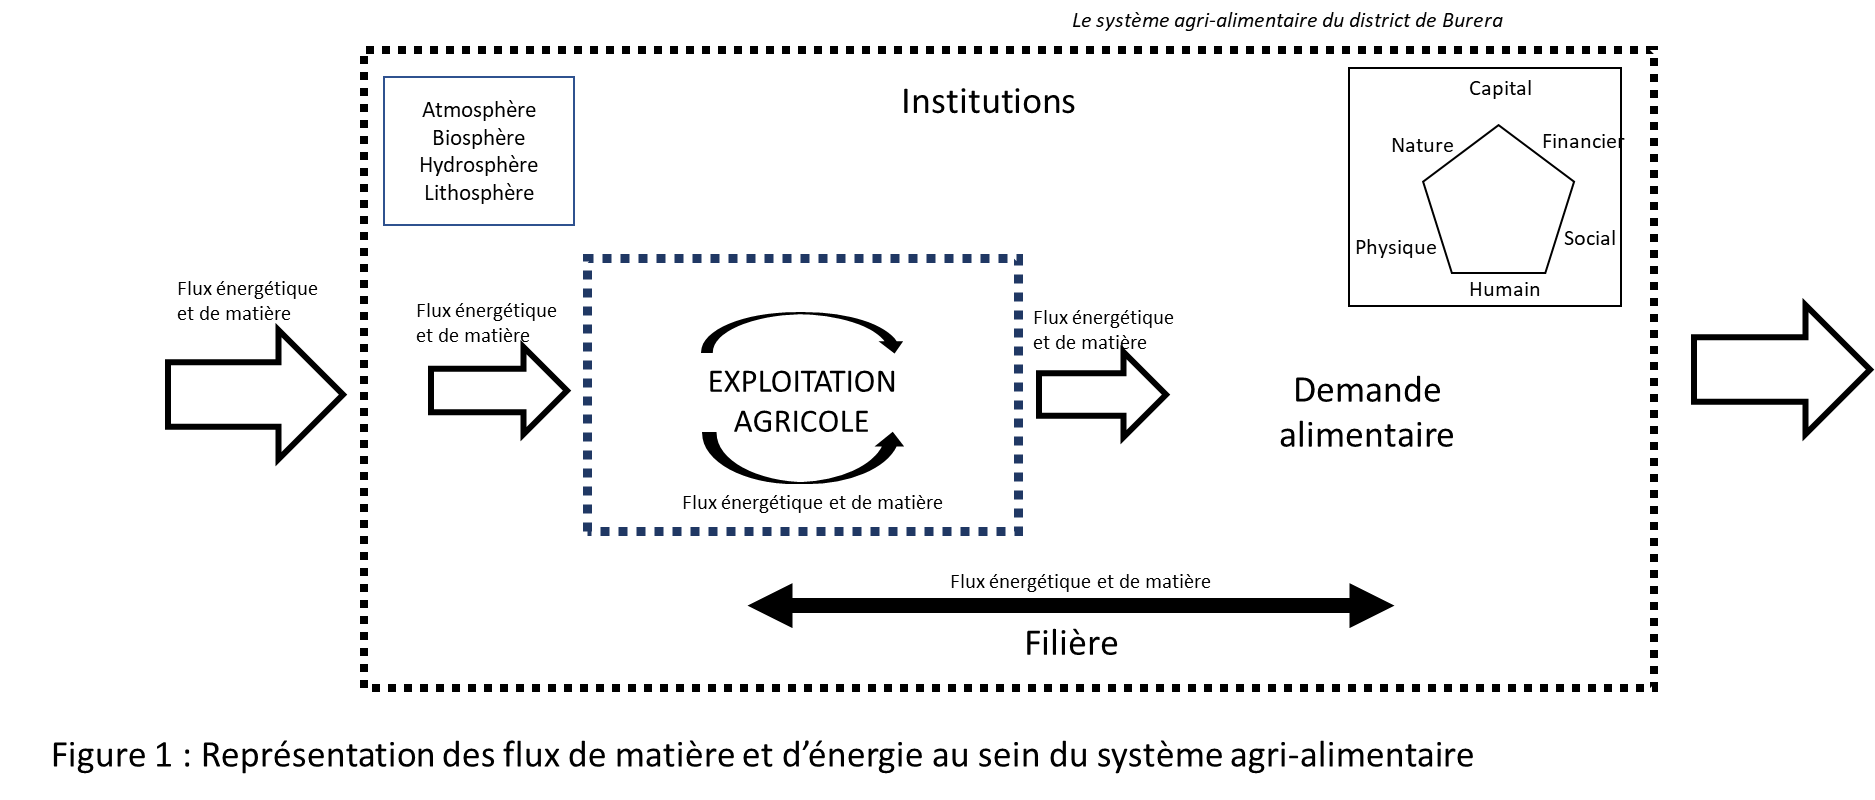 Le système agri-alimentaire du district de Burera
Atmosphère
Biosphère
Hydrosphère
Lithosphère
Institutions
Capital
Nature
Financier
Physique
Social
Humain
Flux énergétique
et de matière
Flux énergétique
et de matière
EXPLOITATION
AGRICOLE
Flux énergétique et de matière
Flux énergétique
et de matière
Demande
alimentaire
Flux énergétique et de matière
Filière
Figure 1 : Représentation des flux de matière et d’énergie au sein du système agri-alimentaire